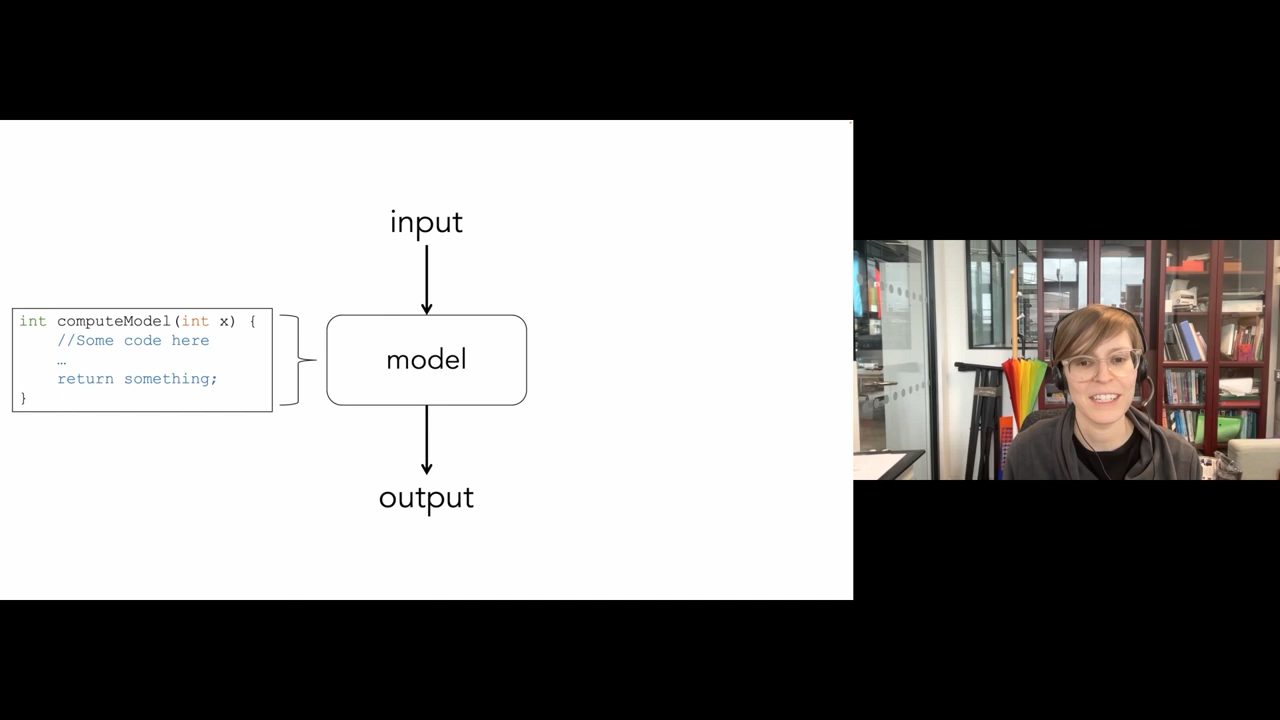 input
int computeModel(int x) {
//Some code here
…
return something;
}
model
output